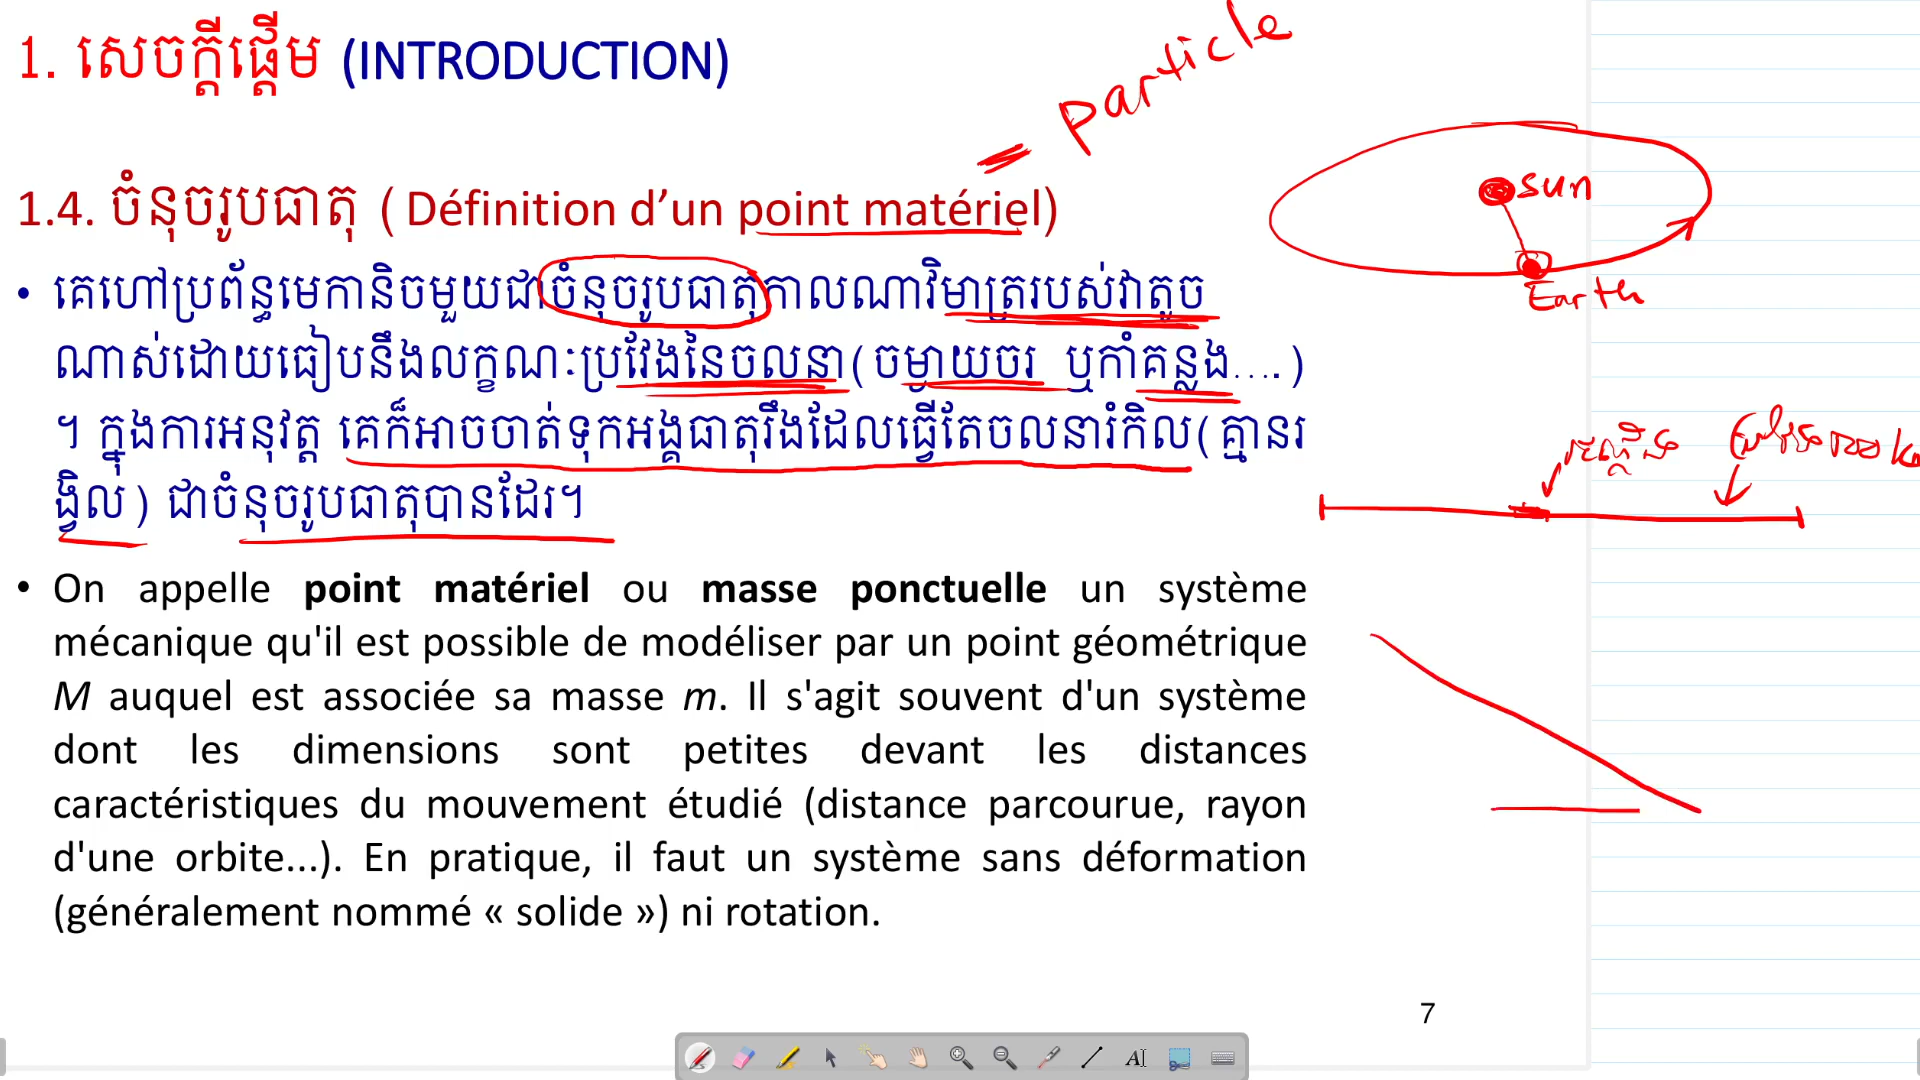 1. សេចក្តីផ្តើម (INTRODUCTION)
= particle
1.4. ចំនុចរូបធាតុ ( Définition d’un point matériel)
• គេហៅប្រព័ន្ធមេកានិចមួយជាចំនុចរូបធាតុកាលណាវិមាត្ររបស់វាតូច
ណាស់ដោយធៀបនឹងលក្ខណៈប្រវែងនៃចលនា(ចម្ងាយចរ ឬកាំគន្លង….)
។ ក្នុងការអនុវត្ត គេក៏អាចចាត់ទុកអង្គធាតុរឹងដែលធ្វើតែចលនារំកិល(គ្មានរ
ង្វិល) ជាចំនុចរូបធាតុបានដែរ។
• On appelle point matériel ou masse ponctuelle un système
mécanique qu'il est possible de modéliser par un point géométrique
M auquel est associée sa masse m. Il s'agit souvent d'un système
dont les dimensions sont petites devant les distances
caractéristiques du mouvement étudié (distance parcourue, rayon
d'une orbite...). En pratique, il faut un système sans déformation
(généralement nommé « solide ») ni rotation.
sun
Earth
7